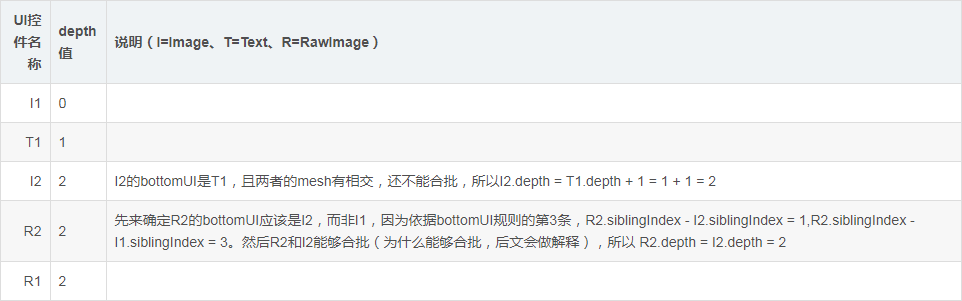 UI控件名称
depth值
说明（I=Image、T=Text、R=RawImage）
I1
0
T1
1
I2
2
I2的bottomUI是T1，且两者的mesh有相交，还不能合批，所以I2.depth = T1.depth + 1 = 1 + 1 = 2
R2
2
先来确定R2的bottomUI应该是I2，而非I1，因为依据bottomUI规则的第3条，R2.siblingIndex - I2.siblingIndex = 1,R2.siblingIndex -
I1.siblingIndex = 3。然后R2和I2能够合批（为什么能够合批，后文会做解释），所以 R2.depth = I2.depth = 2
R1
2